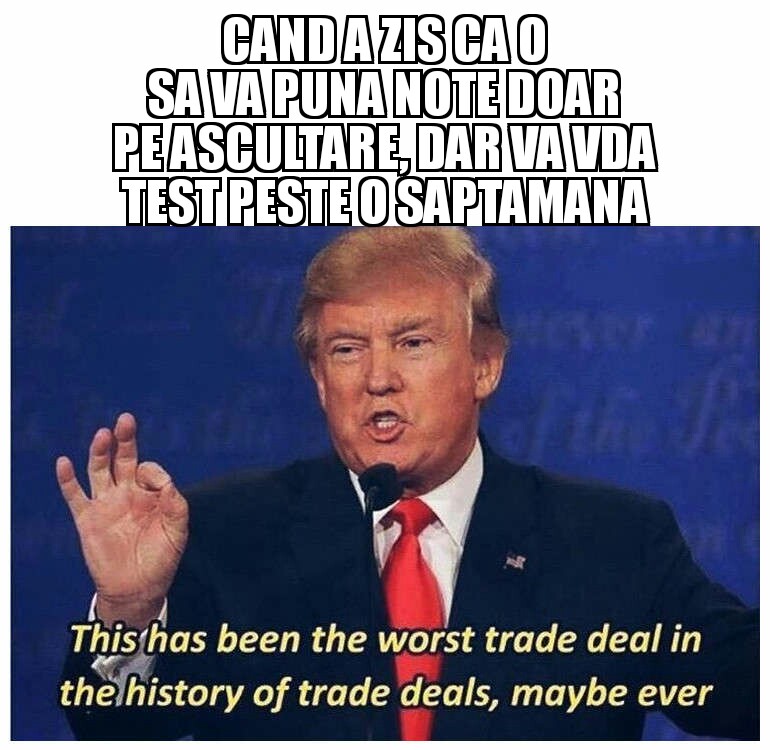 CAND A ZIS CA O
SA VA PUNA NOTE DOAR
PE ASCULTARE, DAR VA VDA
TEST PESTE O SAPTAMANA
This has been the worst trade deal in
the history of trade deals, maybe ever